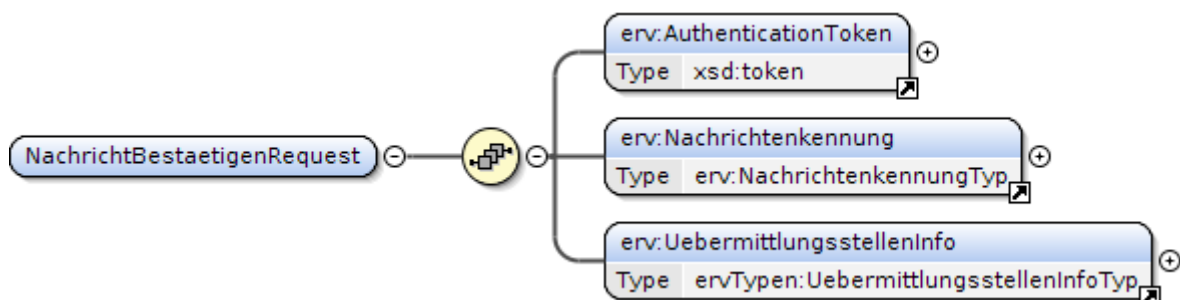 erv:AuthenticationToken
Type xsd:token
NachrichtBestaetigenRequest
erv:Nachrichtenkennung
Type erv:NachrichtenkennungTyp
erv:UebermittlungsstellenInfo
Type ervTypen:UebermittlungsstellenInfoTyp